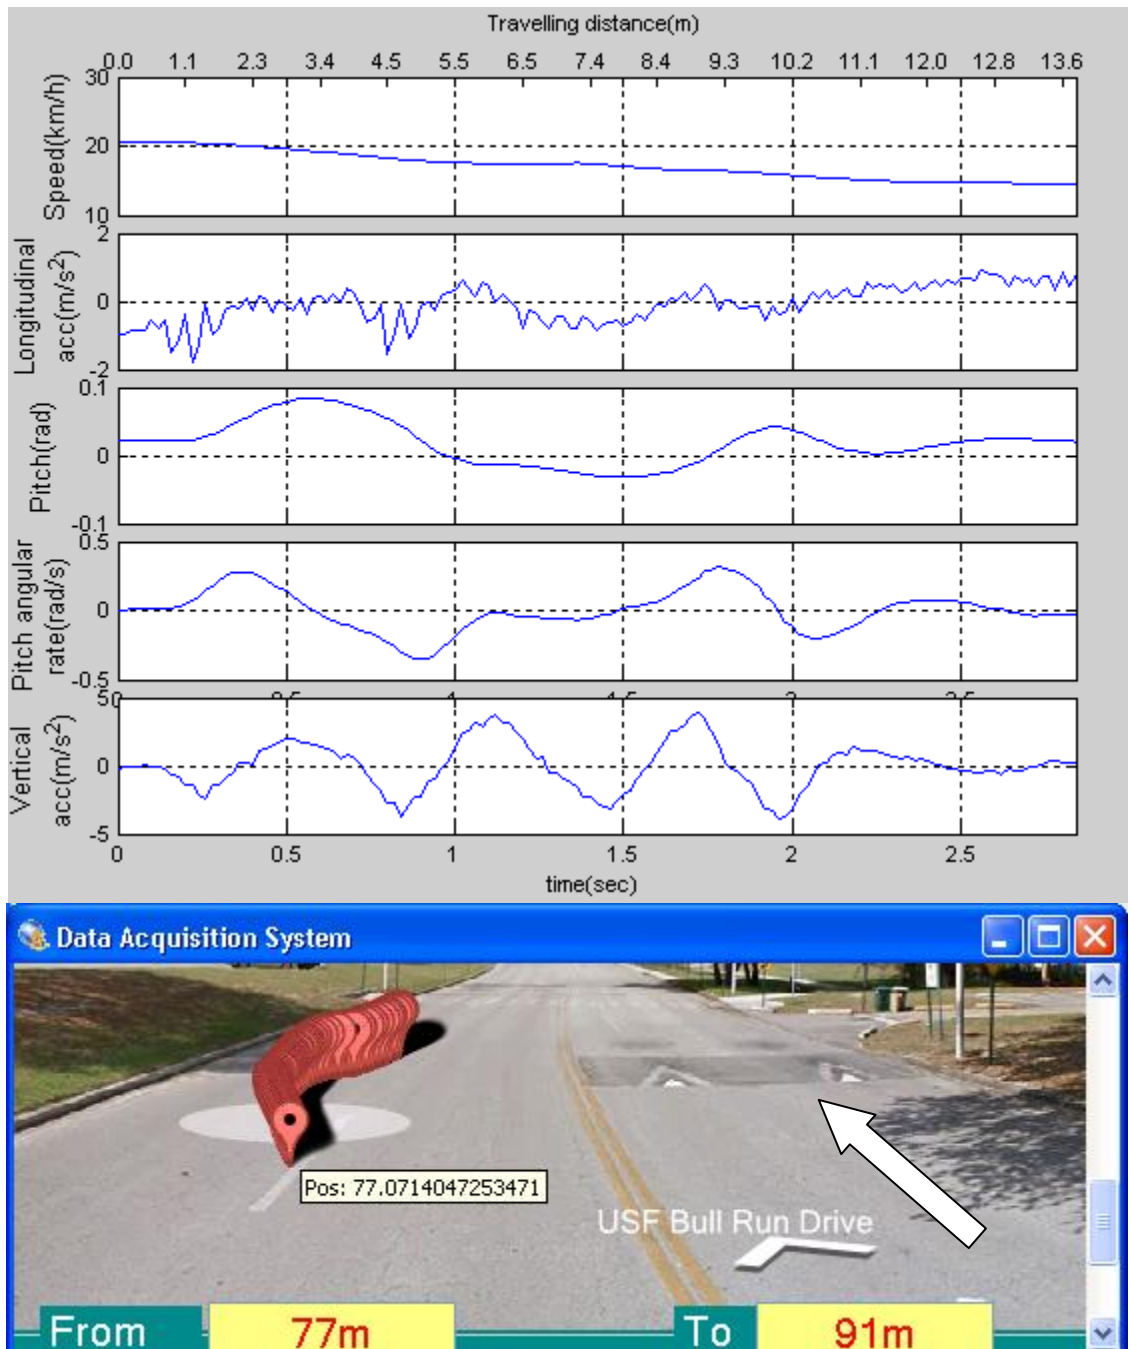 Travelling distance(m)
0.0 1.1 2.3 3.4 4.5 5.5 6.5 7.4 8.4 9.3 10.2 11.1 12.0 12.8 13.6
Speed(km/h)
30
20
10
Longitudinal
acc(m/s²)
2
0
-2
Pitch(rad)
0.1
0
-0.1
Pitch angular
rate(rad/s)
0.5
0
-0.5
Vertical
acc(m/s²)
5
0
-5
0 0.5 1 1.5 2 2.5
time(sec)
Data Acquisition System
Pos: 77.0714047253471
USF Bull Run Drive
From 77m To 91m